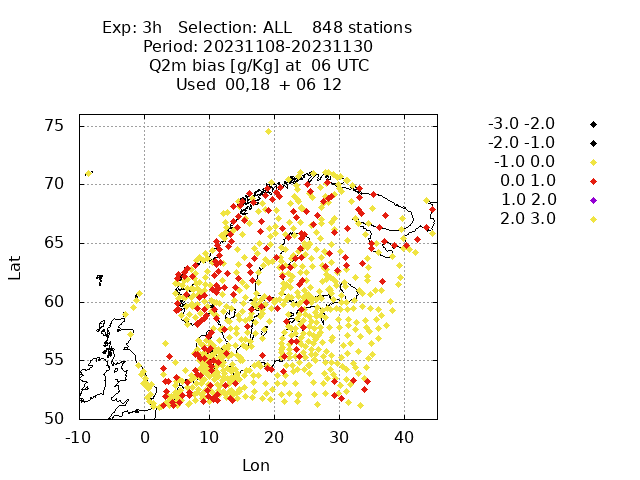 Exp: 3h   Selection: ALL    848 stations
Period: 20231108-20231130
Q2m bias [g/Kg] at  06 UTC
Used  00,18  + 06 12
-3.0 -2.0
-2.0 -1.0
-1.0 0.0
0.0 1.0
1.0 2.0
2.0 3.0
75
70
65
60
55
50
Lat
-10 0 10 20 30 40
Lon